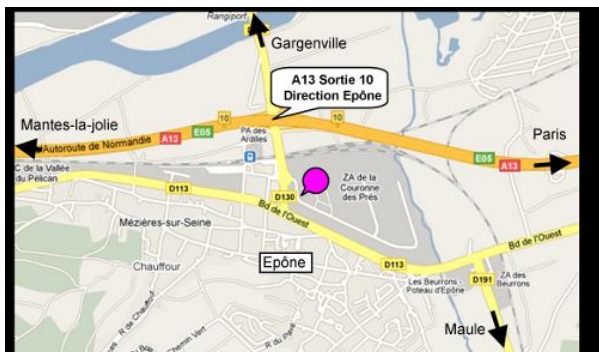 Rangiport
Gargenville
A13 Sortie 10
Direction Epône
Mantes-la-jolie
10
10
Paris
Autoroute de Normandie
A13
E05
PA des
Ardilles
E05
A13
C de la Vallée
du Pélican
D113
ZA de la
Couronne
des Prés
D130
Bd de l'Ouest
Mézières-sur-Seine
Bd de l'Ouest
Epône
Chauffour
D113
Les Beurrons -
Poteau d'Epône
D191
ZA des
Beurrons
R de Chauffour
R du Pavé
Chemin Vert
Maule